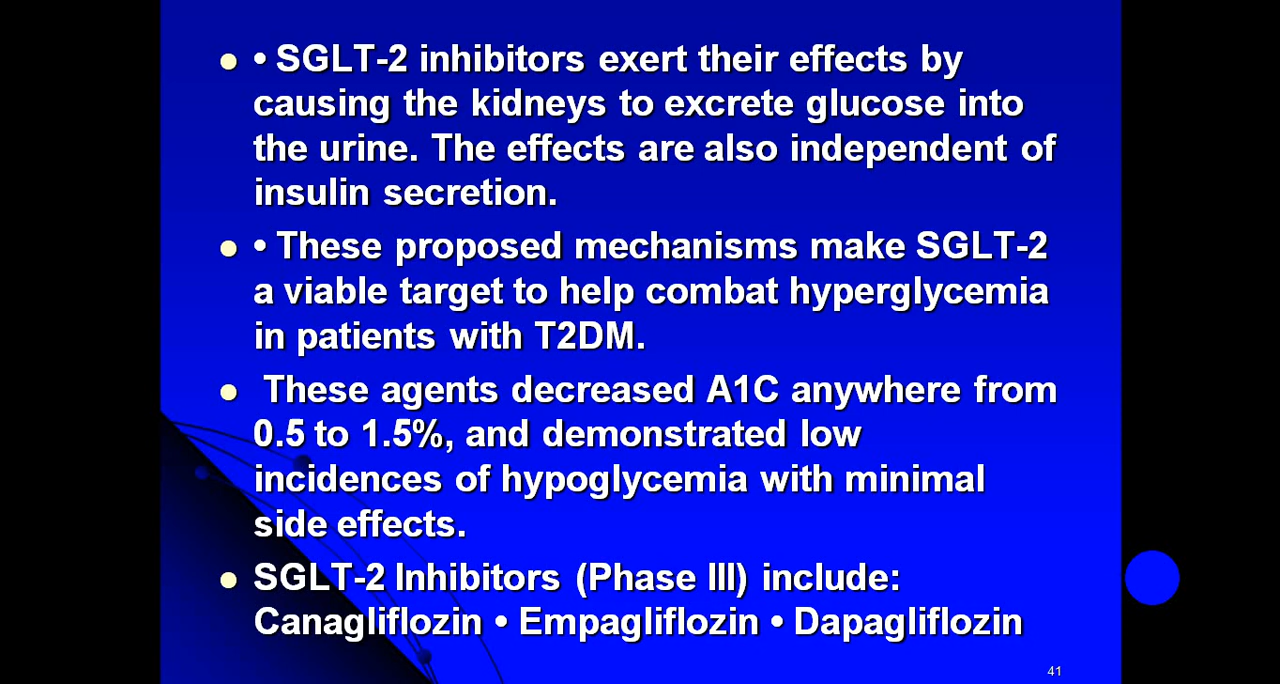 • • SGLT-2 inhibitors exert their effects by
causing the kidneys to excrete glucose into
the urine. The effects are also independent of
insulin secretion.
• • These proposed mechanisms make SGLT-2
a viable target to help combat hyperglycemia
in patients with T2DM.
• These agents decreased A1C anywhere from
0.5 to 1.5%, and demonstrated low
incidences of hypoglycemia with minimal
side effects.
• SGLT-2 Inhibitors (Phase III) include:
Canagliflozin • Empagliflozin • Dapagliflozin
41